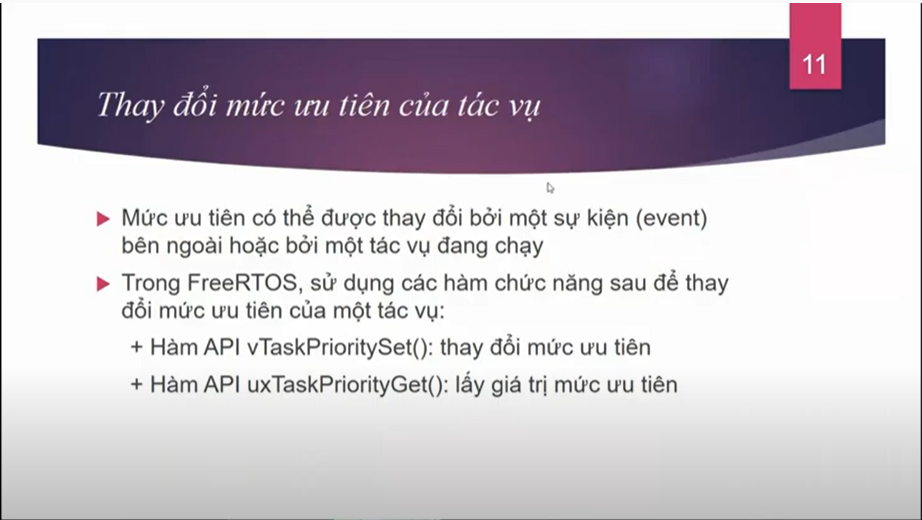 11
Thay đổi mức ưu tiên của tác vụ
Mức ưu tiên có thể được thay đổi bởi một sự kiện (event)
bên ngoài hoặc bởi một tác vụ đang chạy
Trong FreeRTOS, sử dụng các hàm chức năng sau để thay
đổi mức ưu tiên của một tác vụ:
+ Hàm API vTaskPrioritySet(): thay đổi mức ưu tiên
+ Hàm API uxTaskPriorityGet(): lấy giá trị mức ưu tiên